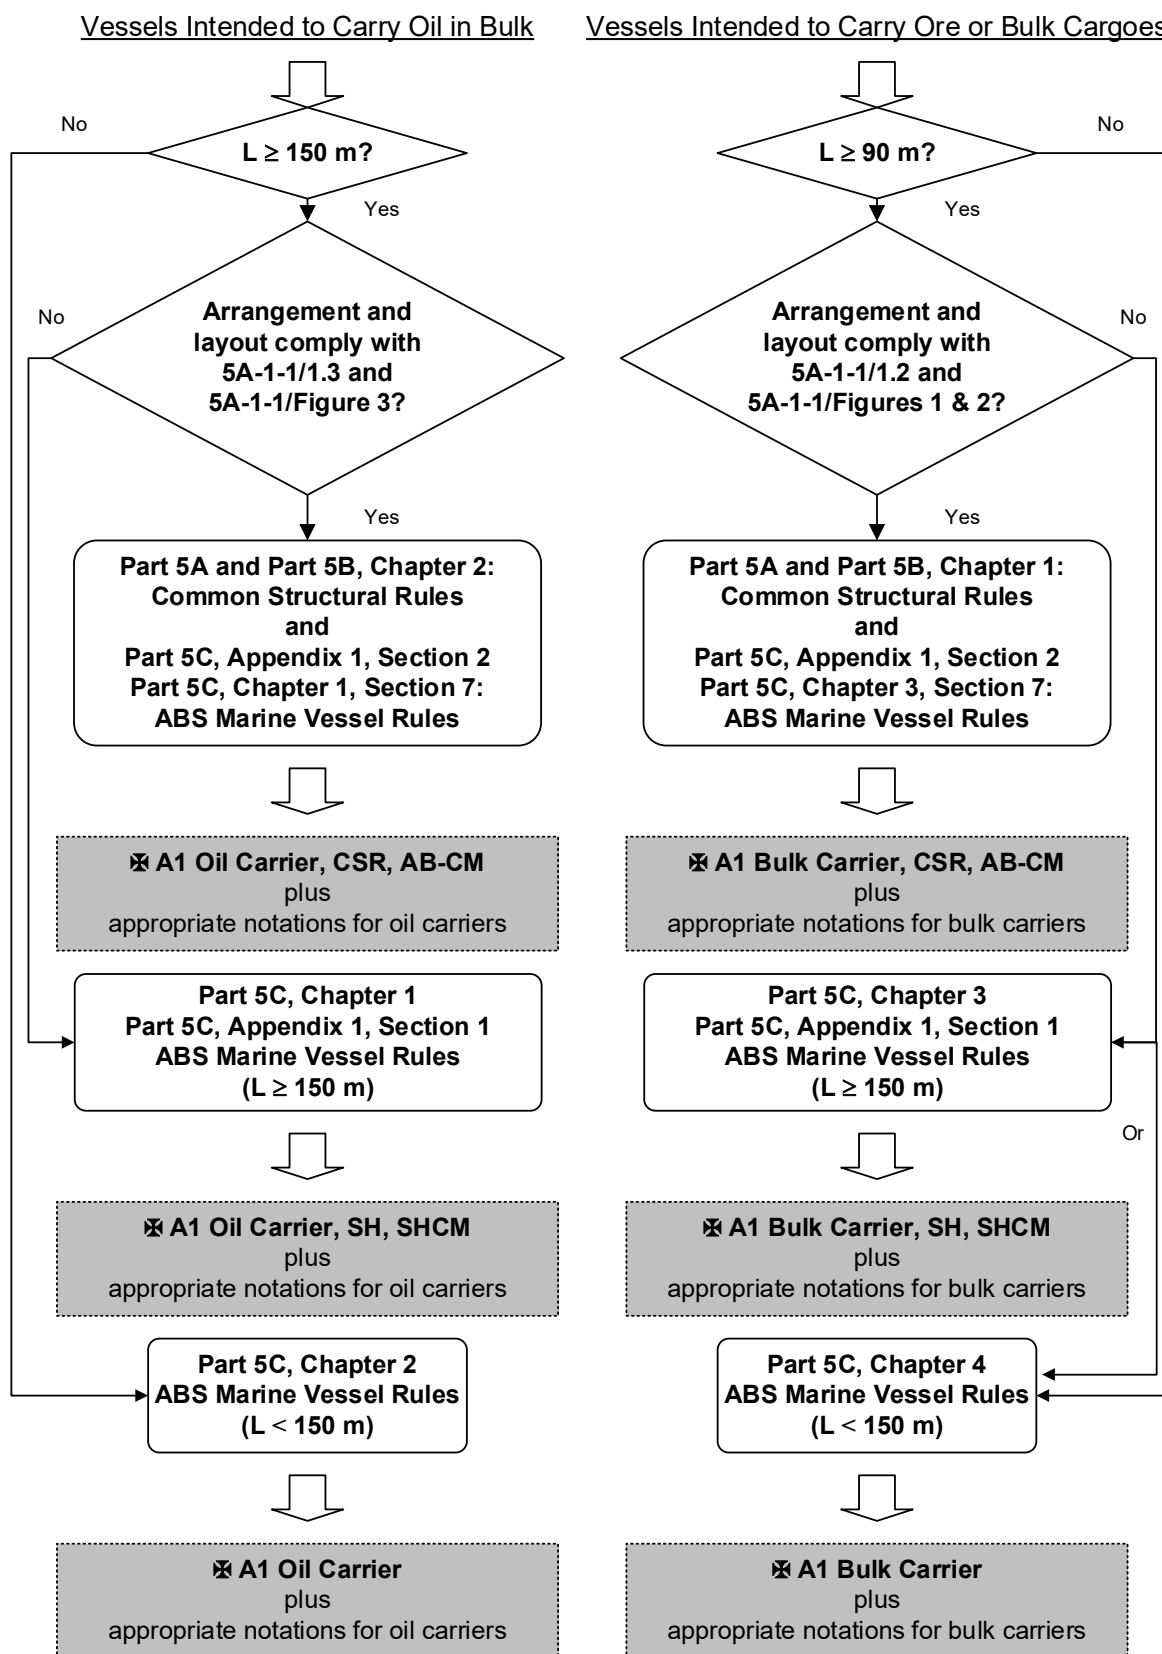 Vessels Intended to Carry Oil in Bulk
No
L ≥ 150 m?
Yes
No
Arrangement and
layout comply with
5A-1-1/1.3 and
5A-1-1/Figure 3?
Yes
Part 5A and Part 5B, Chapter 2:
Common Structural Rules
and
Part 5C, Appendix 1, Section 2
Part 5C, Chapter 1, Section 7:
ABS Marine Vessel Rules
✠ A1 Oil Carrier, CSR, AB-CM
plus
appropriate notations for oil carriers
Part 5C, Chapter 1
Part 5C, Appendix 1, Section 1
ABS Marine Vessel Rules
(L ≥ 150 m)
✠ A1 Oil Carrier, SH, SHCM
plus
appropriate notations for oil carriers
Part 5C, Chapter 2
ABS Marine Vessel Rules
(L < 150 m)
✠ A1 Oil Carrier
plus
appropriate notations for oil carriers
Vessels Intended to Carry Ore or Bulk Cargoes
No
L ≥ 90 m?
Yes
No
Arrangement and
layout comply with
5A-1-1/1.2 and
5A-1-1/Figures 1 & 2?
Yes
Part 5A and Part 5B, Chapter 1:
Common Structural Rules
and
Part 5C, Appendix 1, Section 2
Part 5C, Chapter 3, Section 7:
ABS Marine Vessel Rules
✠ A1 Bulk Carrier, CSR, AB-CM
plus
appropriate notations for bulk carriers
Part 5C, Chapter 3
Part 5C, Appendix 1, Section 1
ABS Marine Vessel Rules
(L ≥ 150 m)
Or
✠ A1 Bulk Carrier, SH, SHCM
plus
appropriate notations for bulk carriers
Part 5C, Chapter 4
ABS Marine Vessel Rules
(L < 150 m)
✠ A1 Bulk Carrier
plus
appropriate notations for bulk carriers